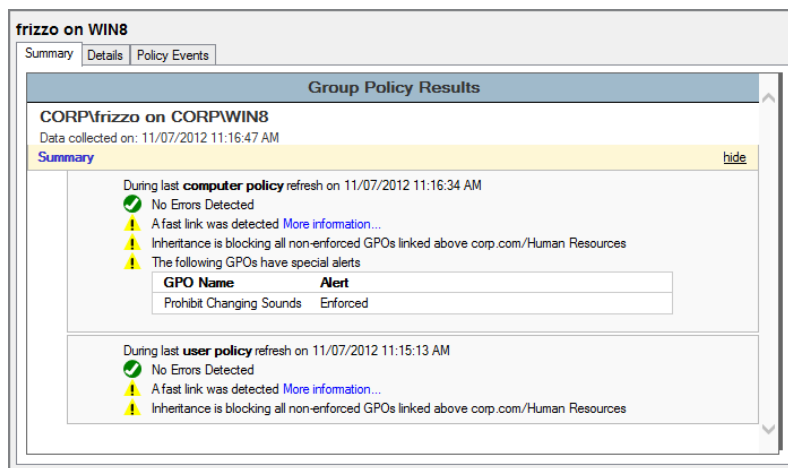 frizzo on WIN8
Summary Details Policy Events
Group Policy Results
CORP\frizzo on CORP\WIN8
Data collected on: 11/07/2012 11:16:47 AM
Summary hide
During last computer policy refresh on 11/07/2012 11:16:34 AM
No Errors Detected
A fast link was detected More information...
Inheritance is blocking all non-enforced GPOs linked above corp.com/Human Resources
The following GPOs have special alerts
GPO Name Alert
Prohibit Changing Sounds Enforced
During last user policy refresh on 11/07/2012 11:15:13 AM
No Errors Detected
A fast link was detected More information...
Inheritance is blocking all non-enforced GPOs linked above corp.com/Human Resources